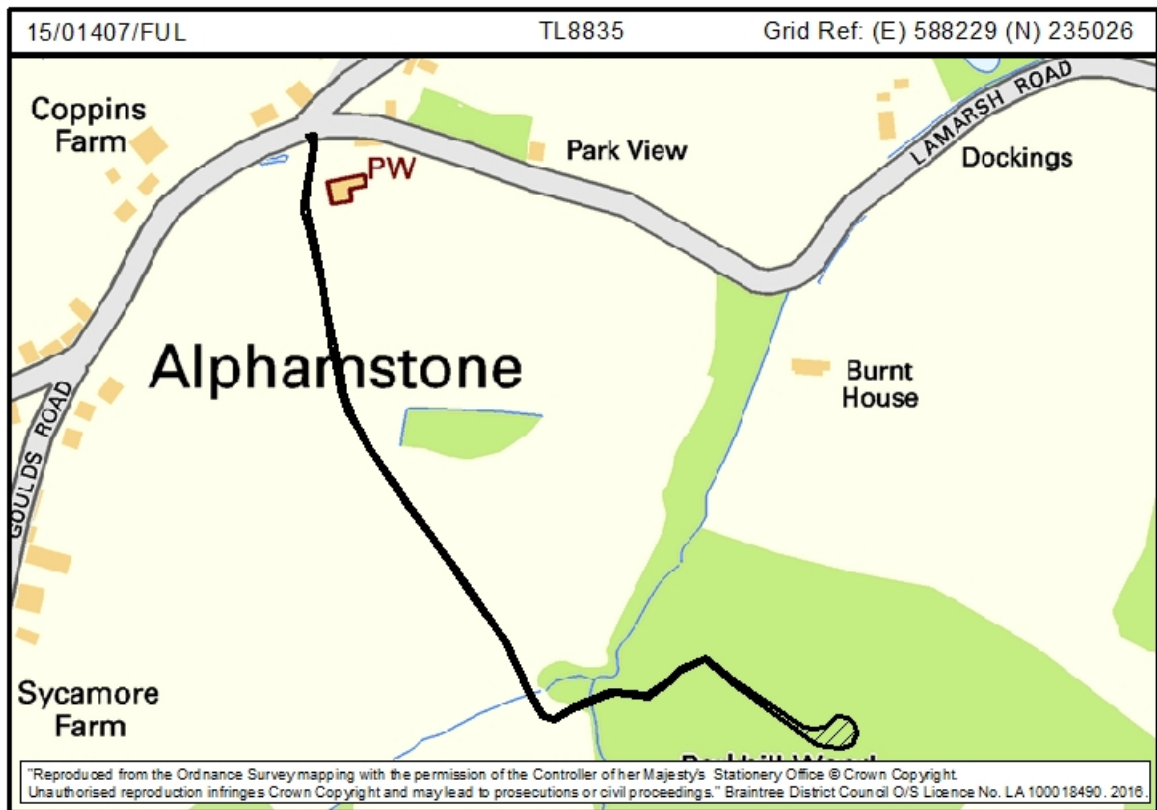 15/01407/FUL TL8835 Grid Ref: (E) 588229 (N) 235026
Coppins
Farm
PW
Park View
LAMARSH ROAD
Dockings
Alphamstone
Burnt
House
GOULDS ROAD
Sycamore
Farm
"Reproduced from the Ordnance Survey mapping with the permission of the Controller of her Majesty's Stationery Office © Crown Copyright.
Unauthorised reproduction infringes Crown Copyright and may lead to prosecutions or civil proceedings." Braintree District Council O/S Licence No. LA 100018490. 2016.